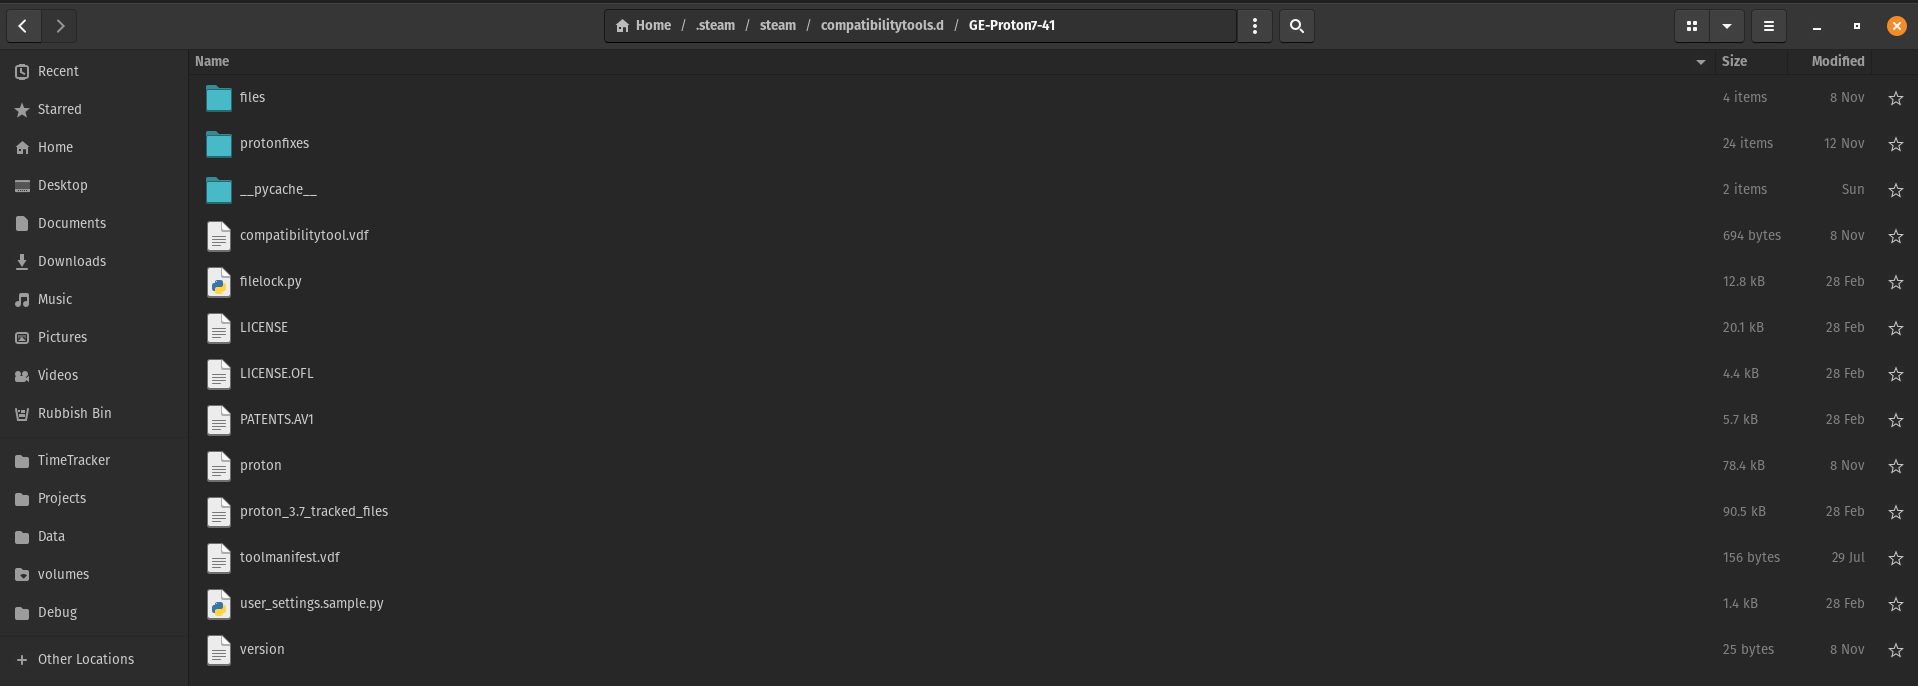 Home / .steam / steam / compatibilitytools.d / GE-Proton7-41
Recent
Starred
Home
Desktop
Documents
Downloads
Music
Pictures
Videos
Rubbish Bin
TimeTracker
Projects
Data
volumes
Debug
Other Locations
Name Size Modified
files 4 items 8 Nov
protonfixes 24 items 12 Nov
__pycache__ 2 items Sun
compatibilitytool.vdf 694 bytes 8 Nov
filelock.py 12.8 kB 28 Feb
LICENSE 20.1 kB 28 Feb
LICENSE.OFL 4.4 kB 28 Feb
PATENTS.AV1 5.7 kB 28 Feb
proton 78.4 kB 8 Nov
proton_3.7_tracked_files 90.5 kB 28 Feb
toolmanifest.vdf 156 bytes 29 Jul
user_settings.sample.py 1.4 kB 28 Feb
version 25 bytes 8 Nov